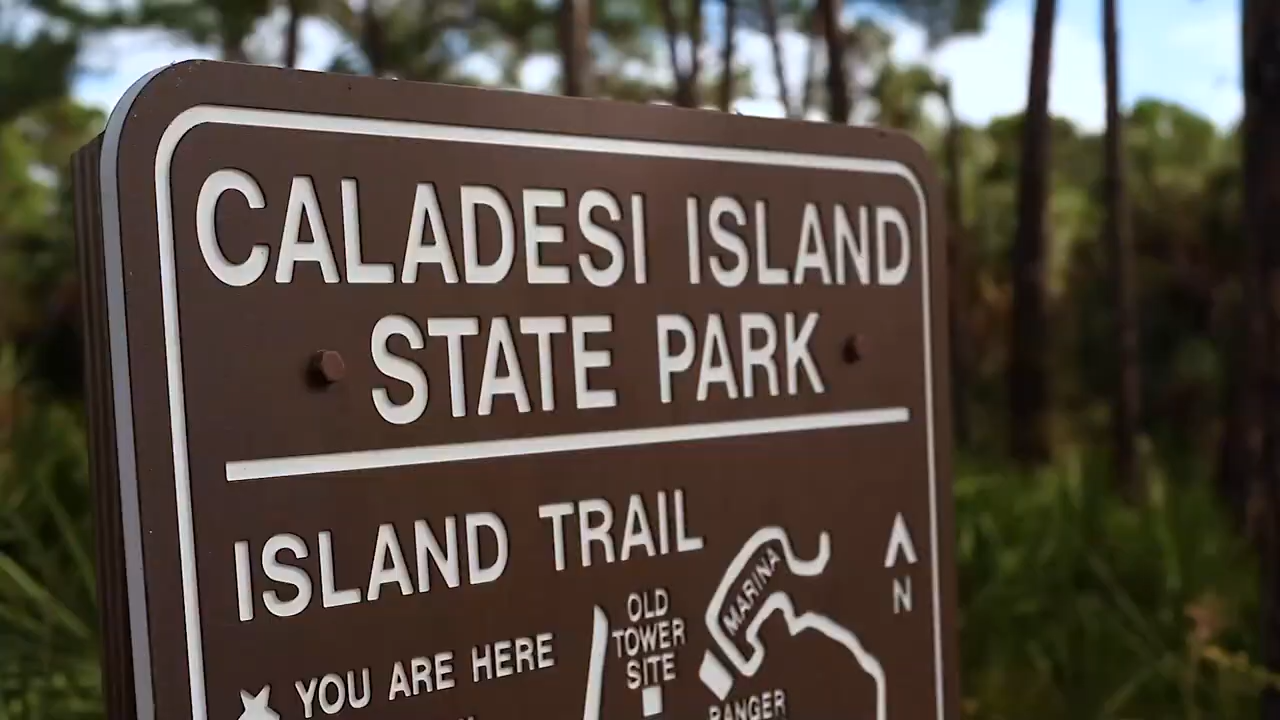 CALADESI ISLAND
STATE PARK
ISLAND TRAIL
N
MARINA
OLD
TOWER
SITE
YOU ARE HERE
RANGER